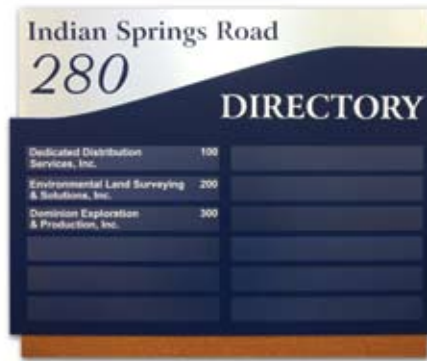 Indian Springs Road
280
DIRECTORY
Dedicated Distribution 100
Services, Inc.
Environmental Land Surveying 200
& Solutions, Inc.
Dominion Exploration 300
& Production, Inc.